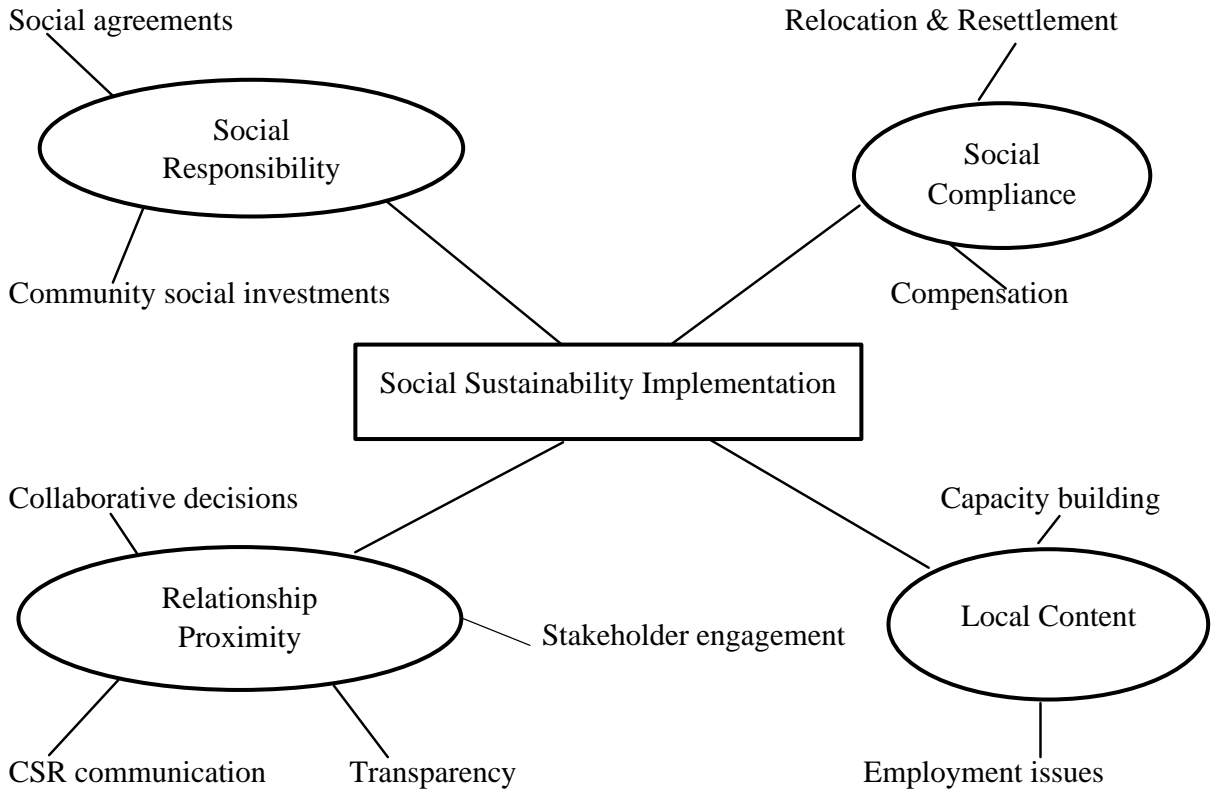 Social agreements
Relocation & Resettlement
Social
Responsibility
Social
Compliance
Community social investments
Compensation
Social Sustainability Implementation
Collaborative decisions
Capacity building
Relationship
Proximity
Local Content
Stakeholder engagement
CSR communication
Transparency
Employment issues